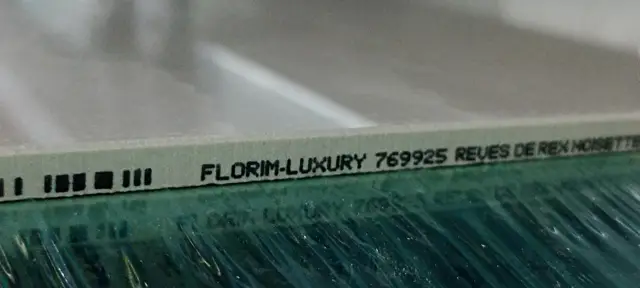 FLORIM-LUXURY 769925 REVES DE REX NOISETTE